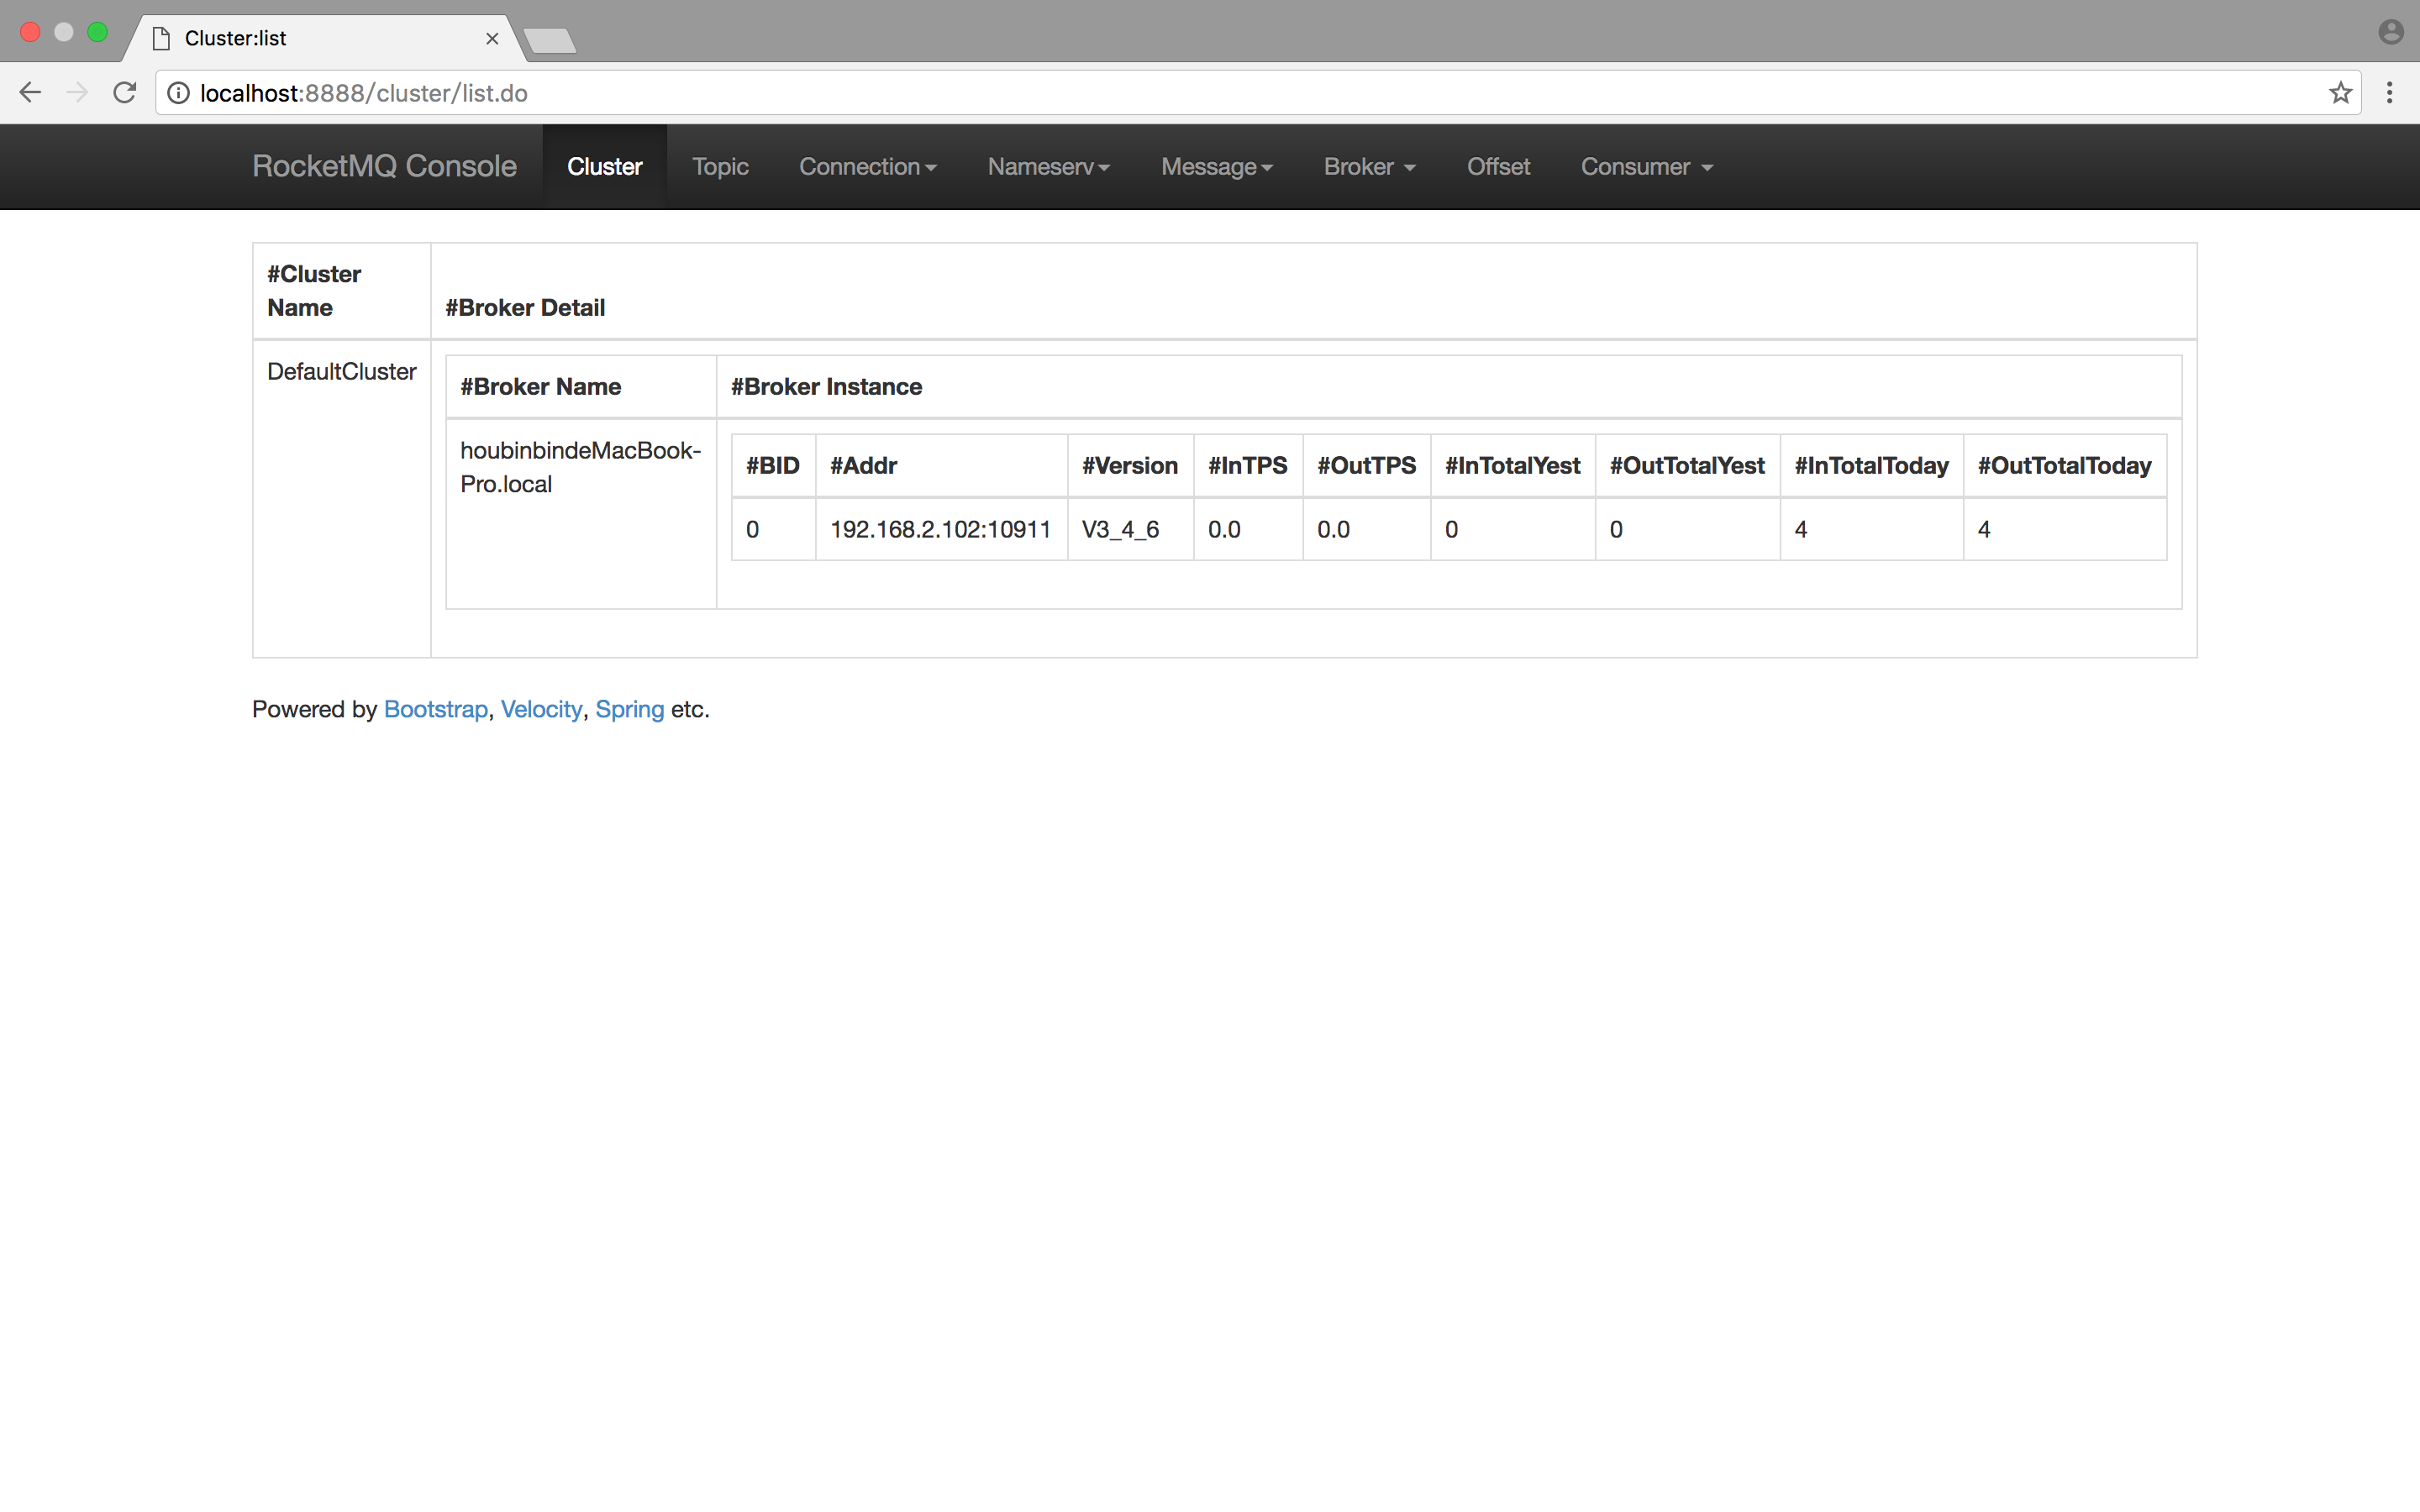 Cluster:list
localhost:8888/cluster/list.do
RocketMQ Console Cluster Topic Connection Nameserv Message Broker Offset Consumer
#Cluster
Name
#Broker Detail
DefaultCluster
#Broker Name #Broker Instance
houbinbindeMacBook-
Pro.local
#BID #Addr #Version #InTPS #OutTPS #InTotalYest #OutTotalYest #InTotalToday #OutTotalToday
0 192.168.2.102:10911 V3_4_6 0.0 0.0 0 0 4 4
Powered by Bootstrap, Velocity, Spring etc.